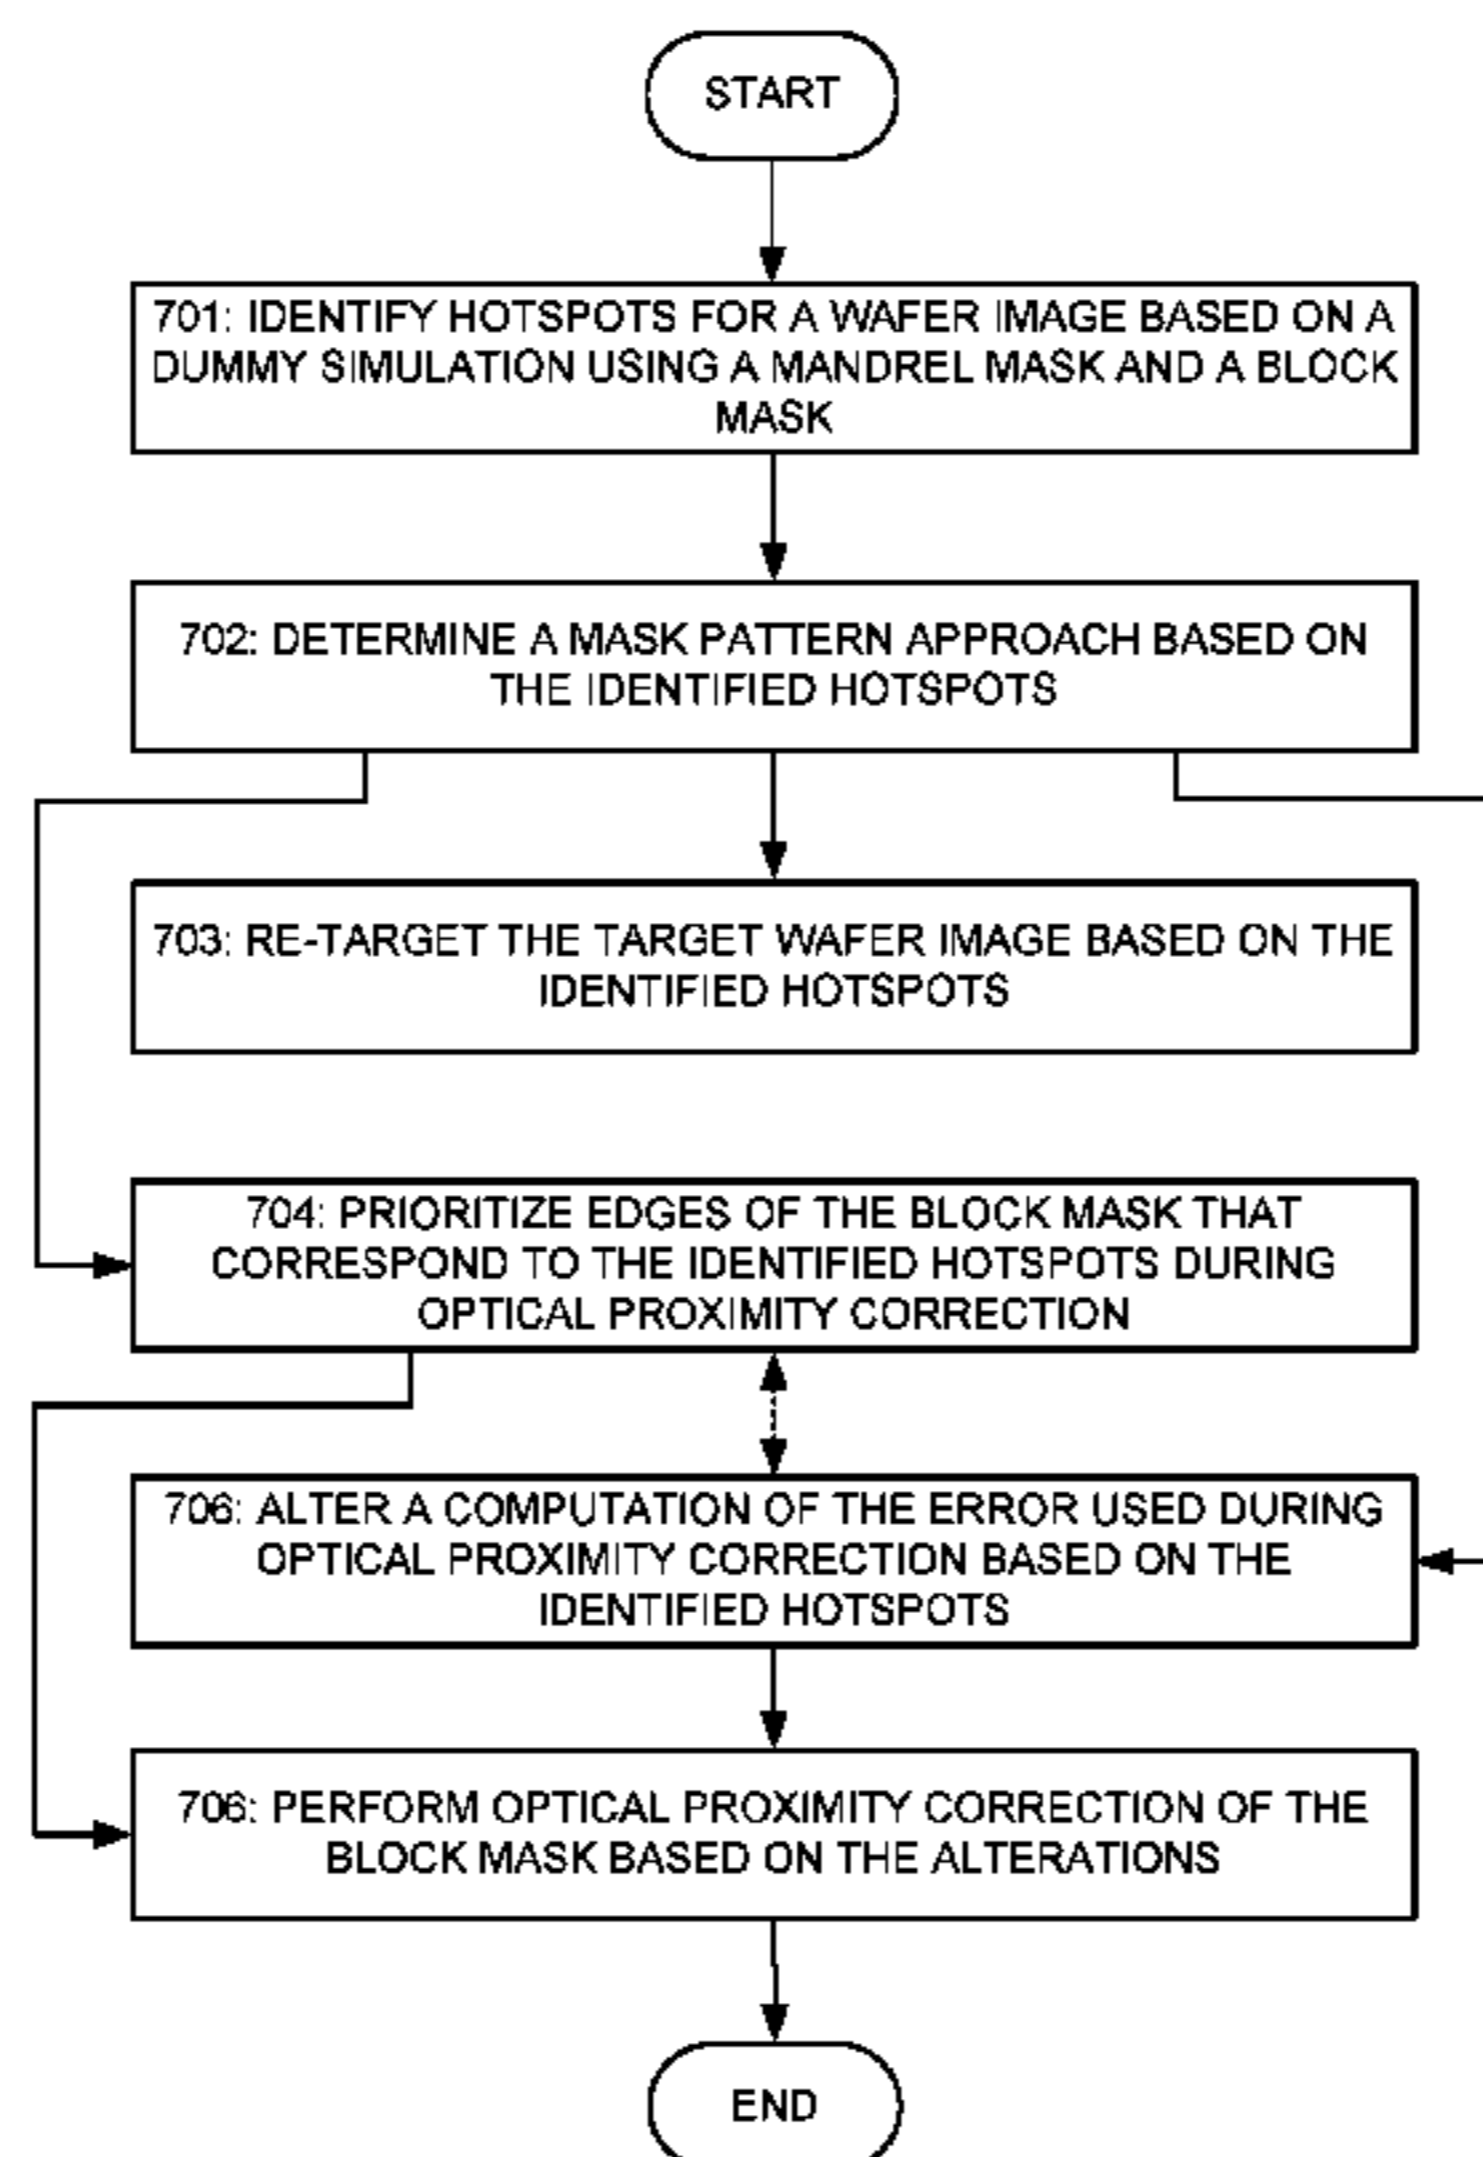 START
701: IDENTIFY HOTSPOTS FOR A WAFER IMAGE BASED ON A
DUMMY SIMULATION USING A MANDREL MASK AND A BLOCK
MASK
702: DETERMINE A MASK PATTERN APPROACH BASED ON
THE IDENTIFIED HOTSPOTS
703: RE-TARGET THE TARGET WAFER IMAGE BASED ON THE
IDENTIFIED HOTSPOTS
704: PRIORITIZE EDGES OF THE BLOCK MASK THAT
CORRESPOND TO THE IDENTIFIED HOTSPOTS DURING
OPTICAL PROXIMITY CORRECTION
706: ALTER A COMPUTATION OF THE ERROR USED DURING
OPTICAL PROXIMITY CORRECTION BASED ON THE
IDENTIFIED HOTSPOTS
706: PERFORM OPTICAL PROXIMITY CORRECTION OF THE
BLOCK MASK BASED ON THE ALTERATIONS
END